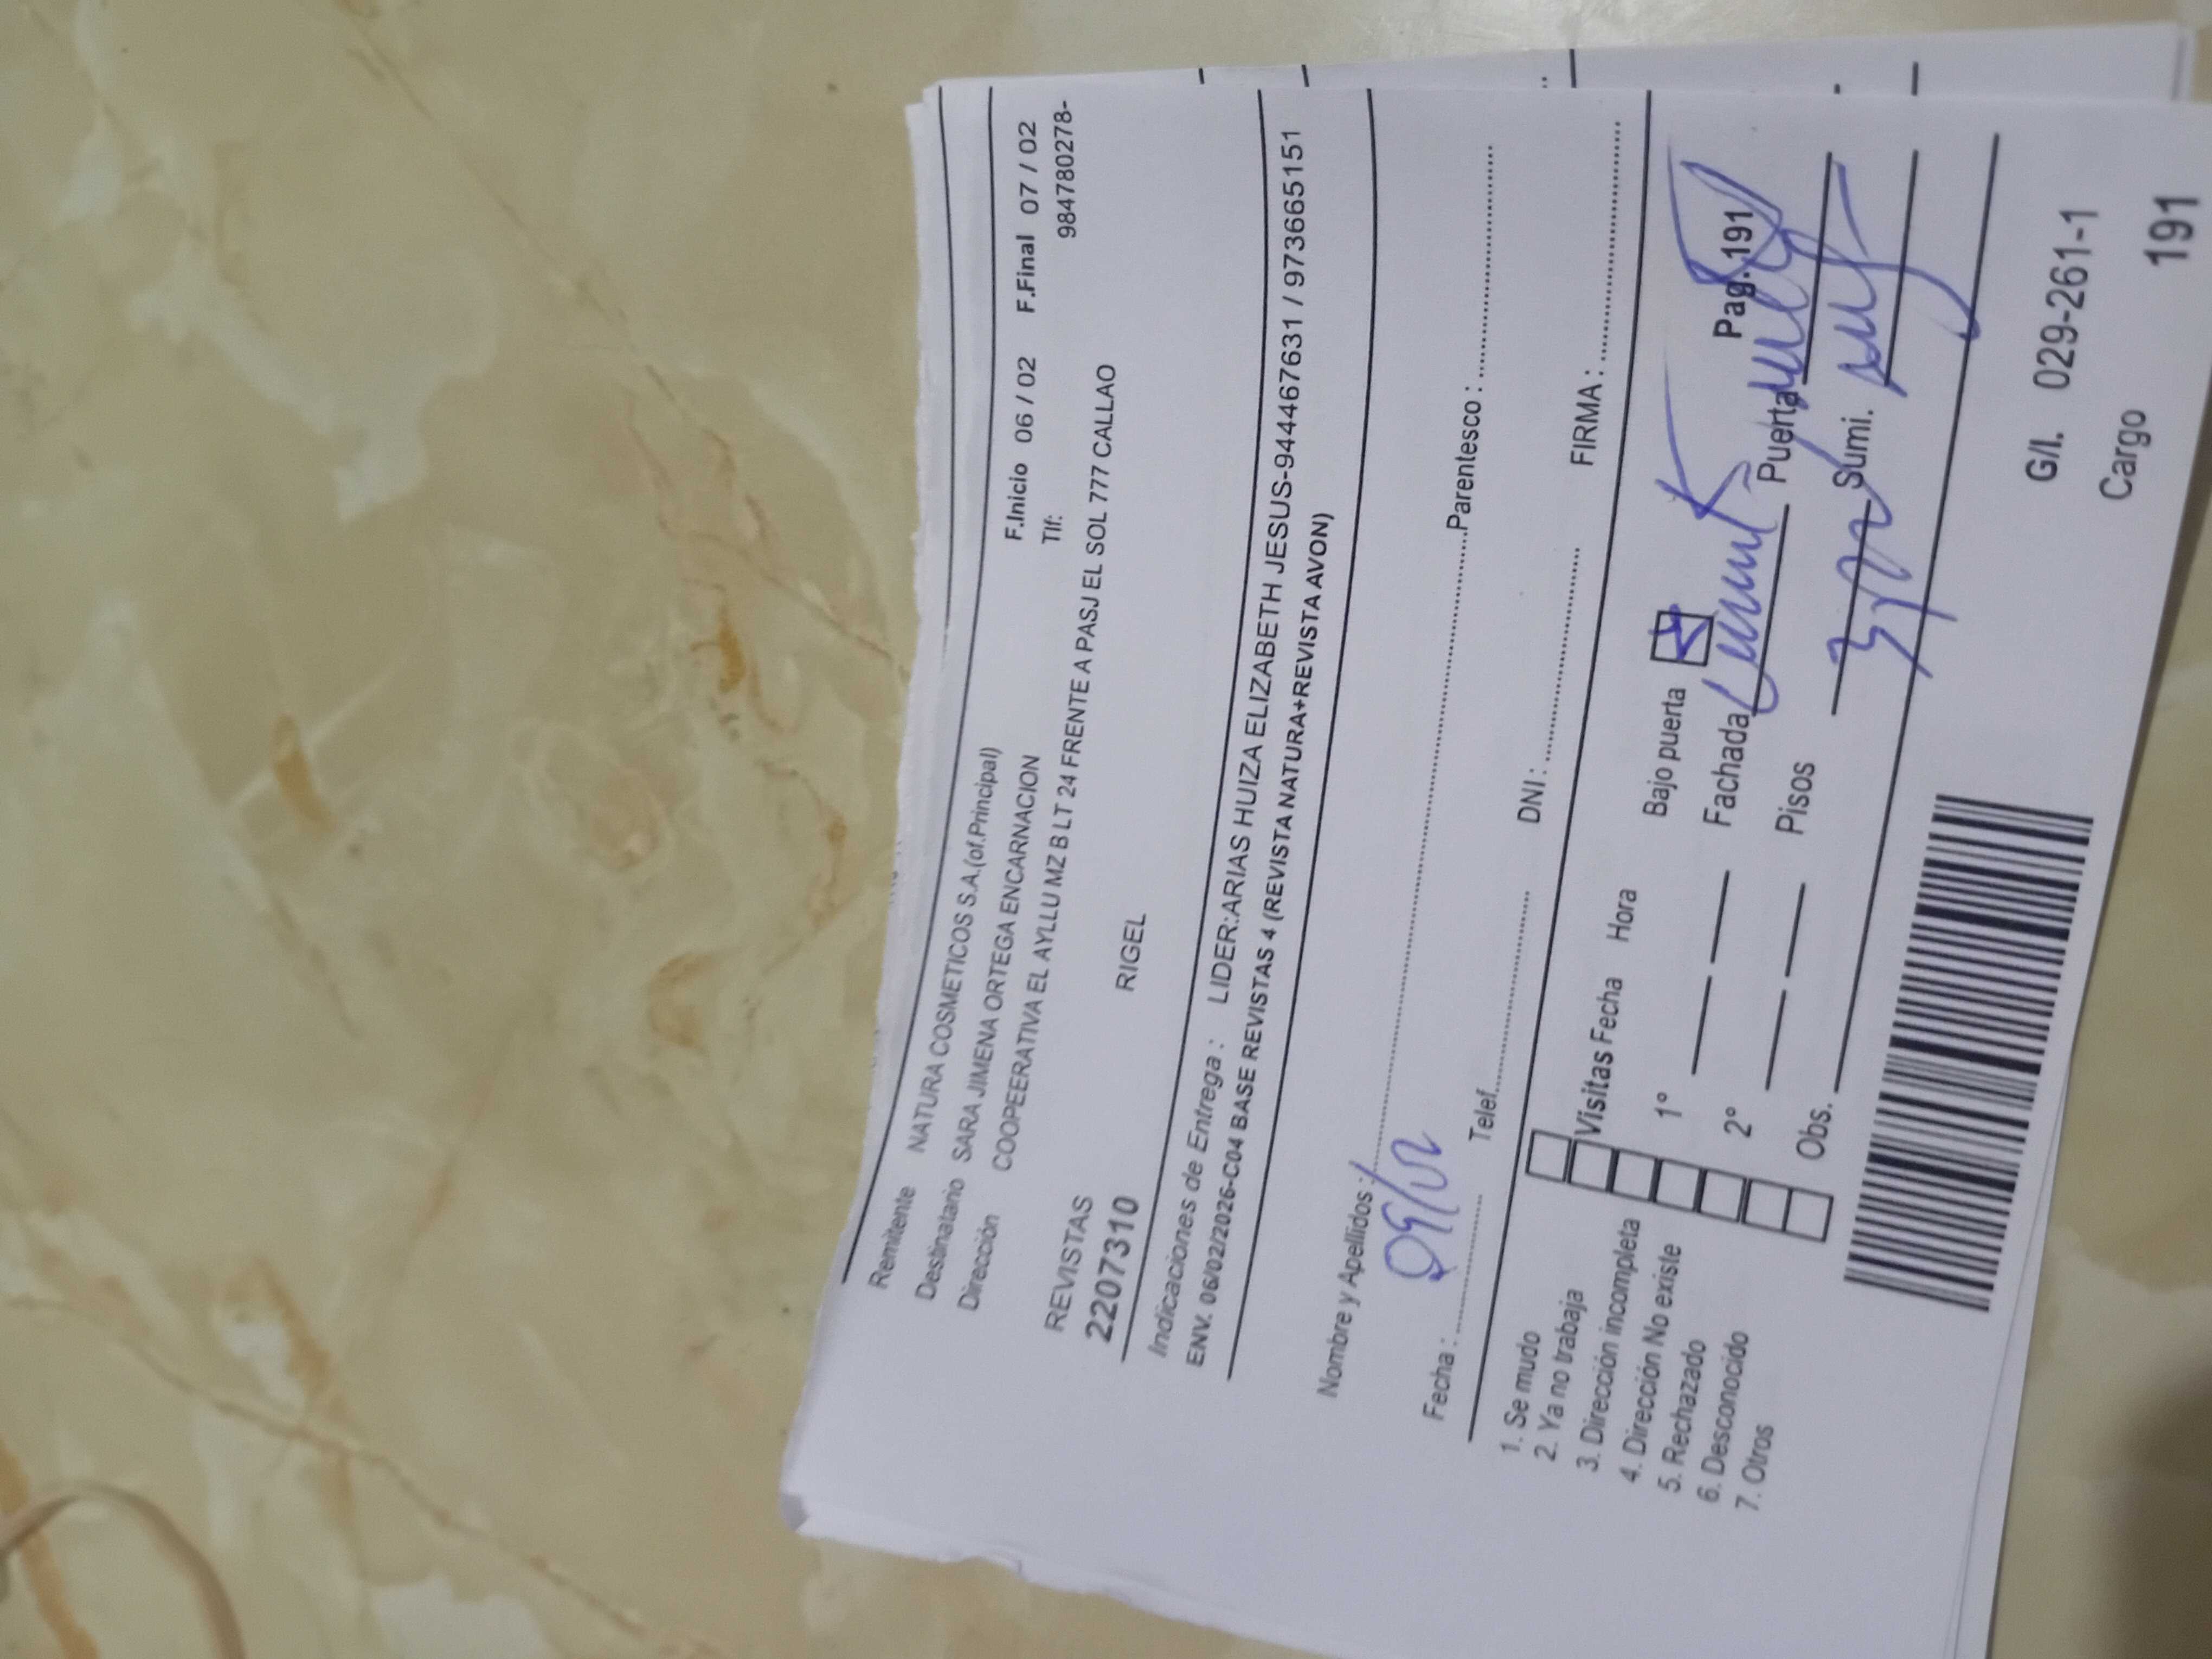 Remitente NATURA COSMETICOS S.A.(of.Principal) F.Inicio 06 / 02 F.Final 07 / 02
Destinatario SARA JIMENA ORTEGA ENCARNACION Tlf: 984780278-
Dirección COOPEERATIVA EL AYLLU MZ B LT 24 FRENTE A PASJ EL SOL 777 CALLAO
REVISTAS
2207310 RIGEL
Indicaciones de Entrega : LIDER:ARIAS HUIZA ELIZABETH JESUS-944467631 / 973665151
ENV. 06/02/2026-C04 BASE REVISTAS 4 (REVISTA NATURA+REVISTA AVON)
Nombre y Apellidos : Parentesco :
Fecha : Telef. DNI : FIRMA :
1. Se mudo
2. Ya no trabaja
3. Dirección incompleta
4. Dirección No existe
5. Rechazado
6. Desconocido
7. Otros
Visitas Fecha Hora Bajo puerta Pag. 191
1° Fachada Puerta
2° Pisos Sumi.
Obs.
G/I. 029-261-1
Cargo 191